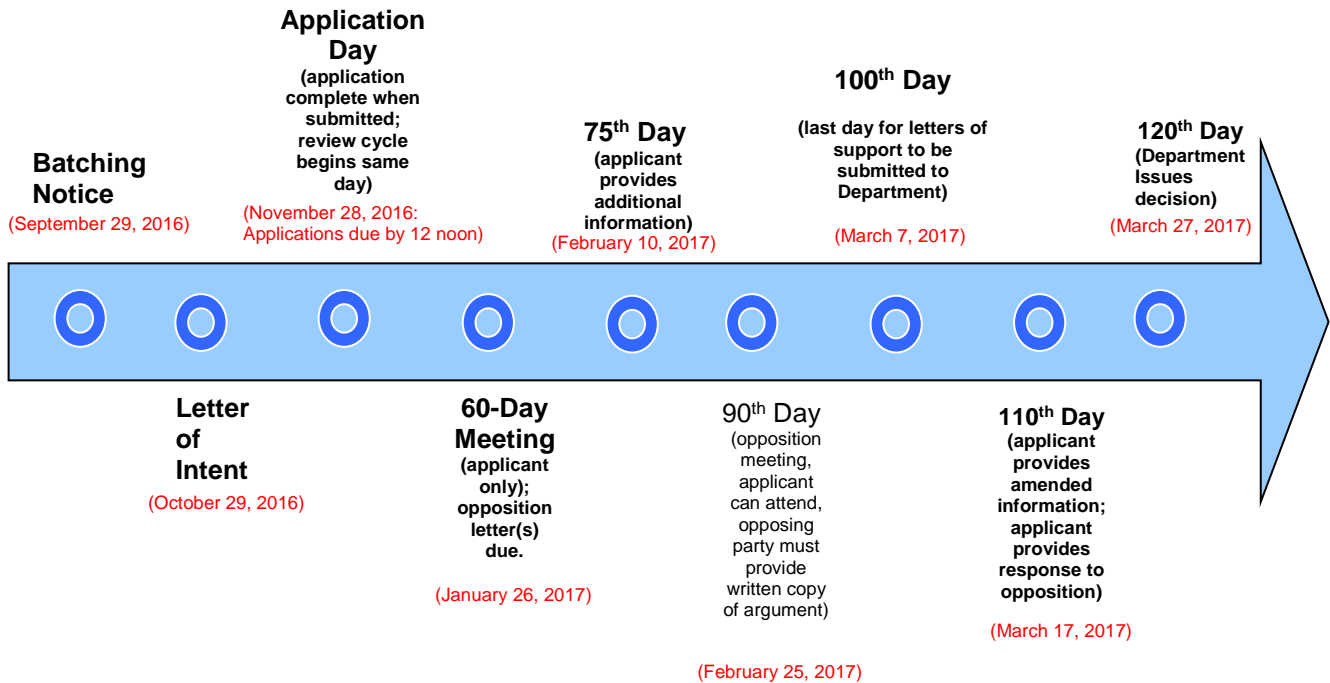 Batching
Notice
(September 29, 2016)
Letter
of
Intent
(October 29, 2016)
Application
Day
(application
complete when
submitted;
review cycle
begins same
day)
(November 28, 2016:
Applications due by 12 noon)
60-Day
Meeting
(applicant
only);
opposition
letter(s)
due.
(January 26, 2017)
75th Day
(applicant
provides
additional
information)
(February 10, 2017)
90th Day
(opposition
meeting,
applicant
can attend,
opposing
party must
provide
written copy
of argument)
(February 25, 2017)
100th Day
(last day for letters of
support to be
submitted to
Department)
(March 7, 2017)
110th Day
(applicant
provides
amended
information;
applicant
provides
response to
opposition)
(March 17, 2017)
120th Day
(Department
Issues
decision)
(March 27, 2017)